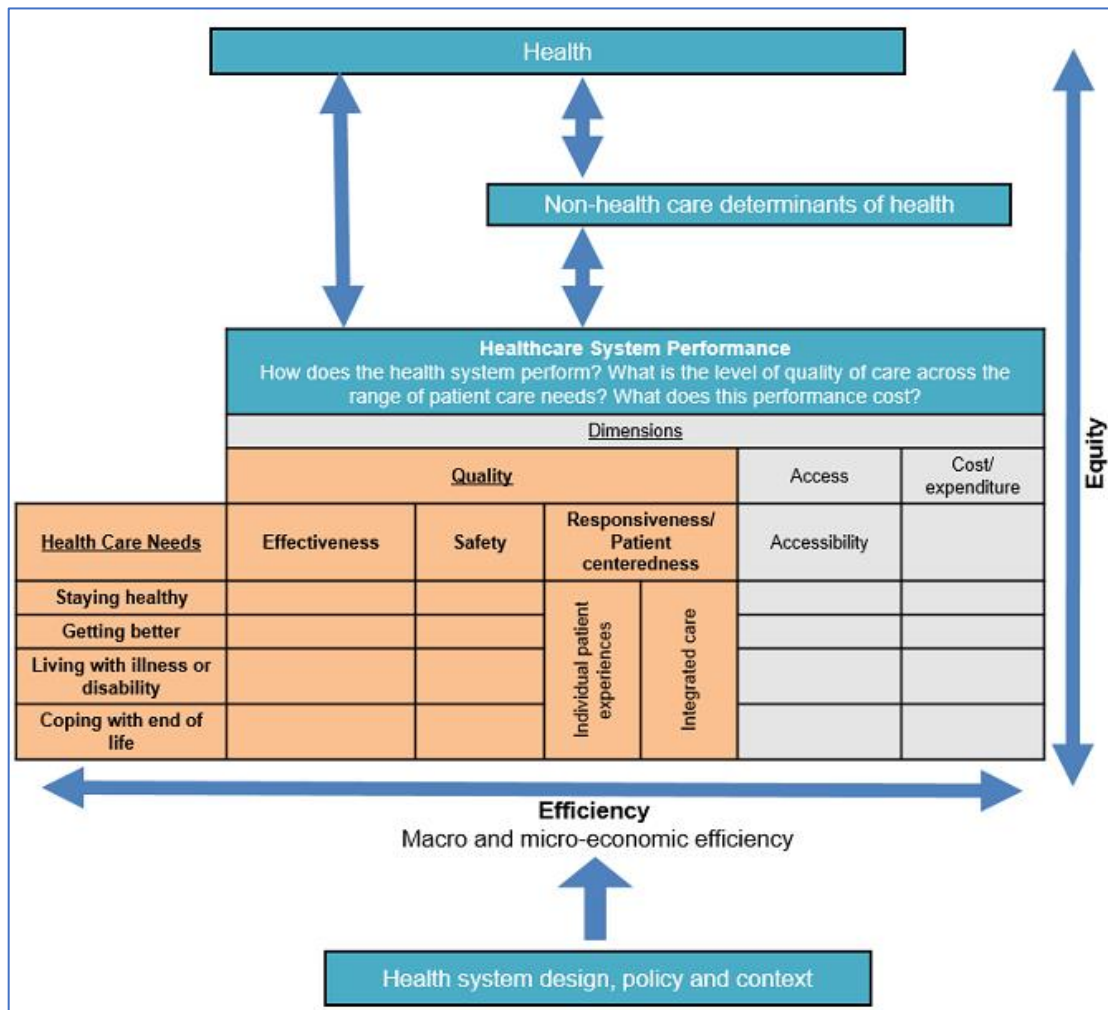 Health
Non-health care determinants of health
Healthcare System Performance
How does the health system perform? What is the level of quality of care across the
range of patient care needs? What does this performance cost?
Dimensions
Quality
Access
Cost/
expenditure
Health Care Needs
Effectiveness
Safety
Responsiveness/
Patient
centeredness
Accessibility
Staying healthy
Getting better
Living with illness or
disability
Coping with end of
life
Individual patient
experiences
Integrated care
Equity
Efficiency
Macro and micro-economic efficiency
Health system design, policy and context